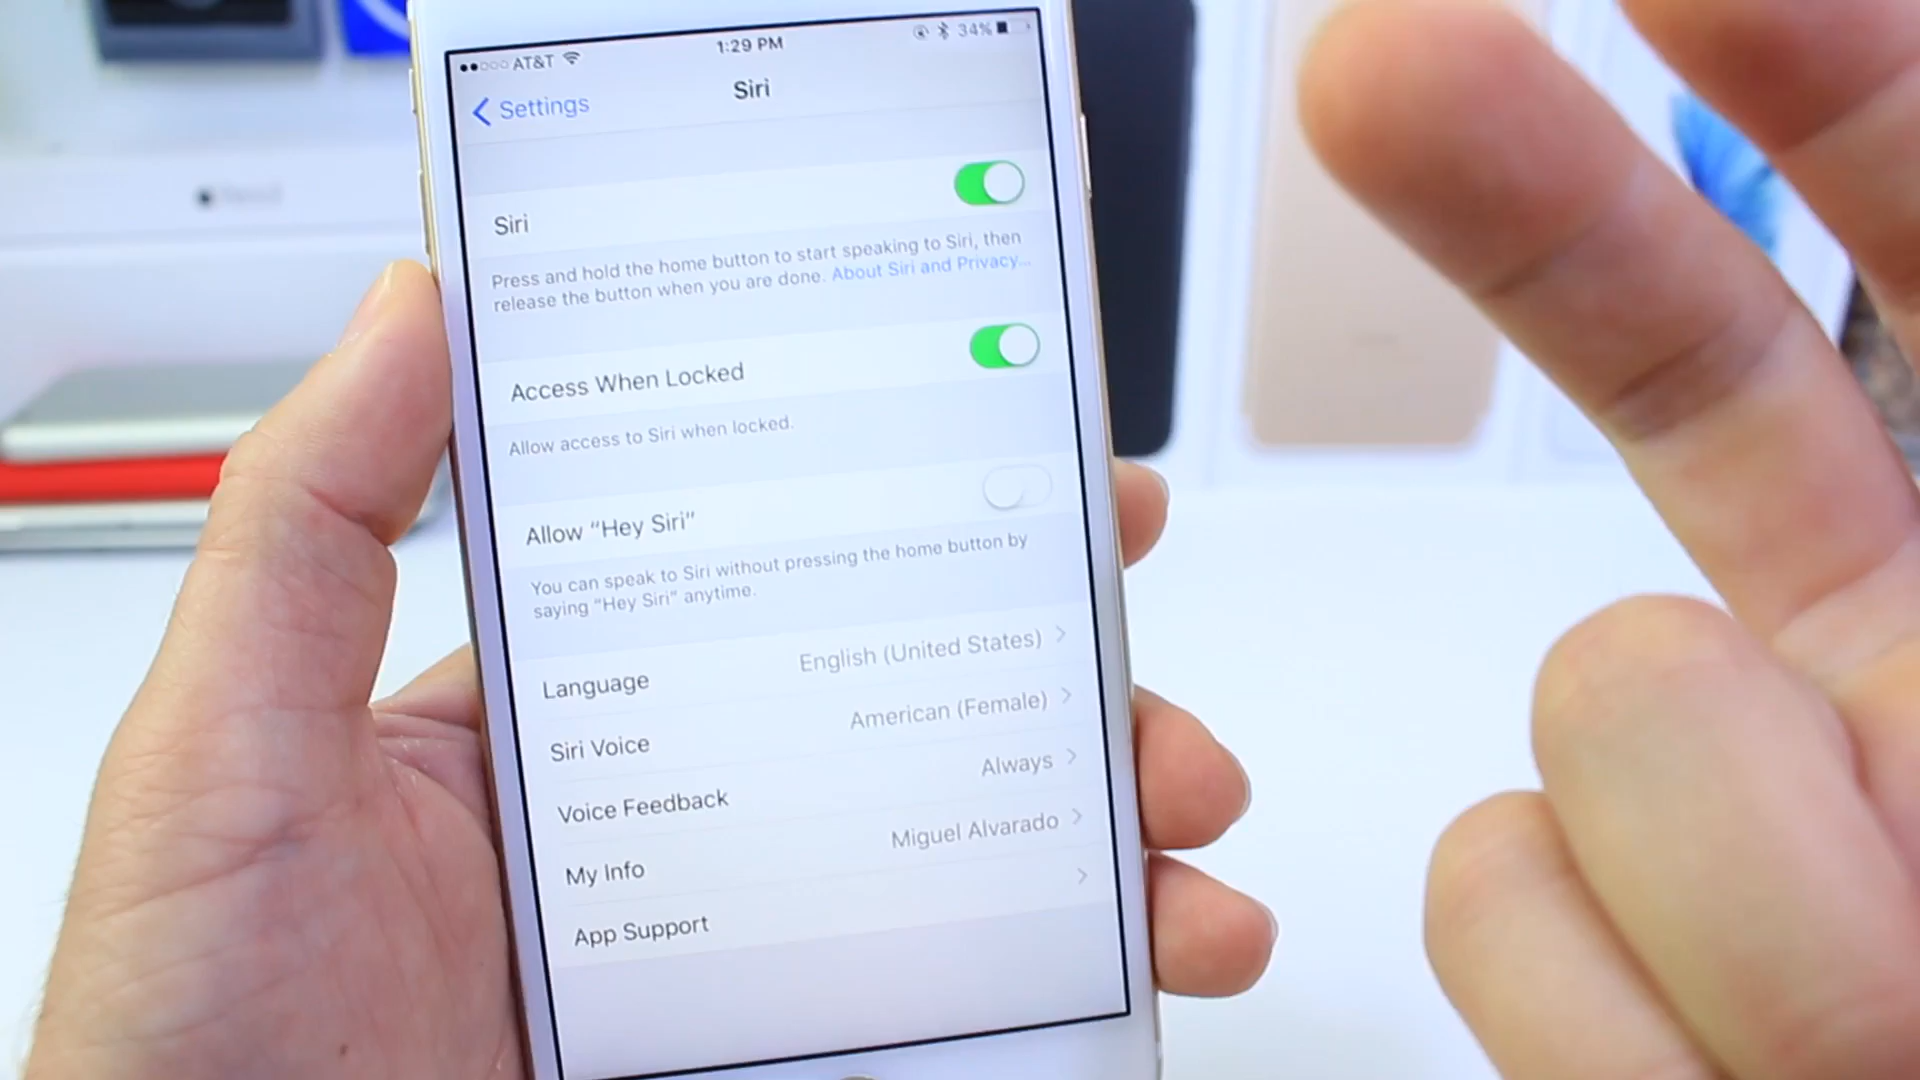 AT&T 1:29 PM 34%
Settings Siri
Siri
Press and hold the home button to start speaking to Siri, then
release the button when you are done. About Siri and Privacy...
Access When Locked
Allow access to Siri when locked.
Allow “Hey Siri”
You can speak to Siri without pressing the home button by
saying “Hey Siri” anytime.
Language English (United States)
Siri Voice American (Female)
Voice Feedback Always
My Info Miguel Alvarado
App Support